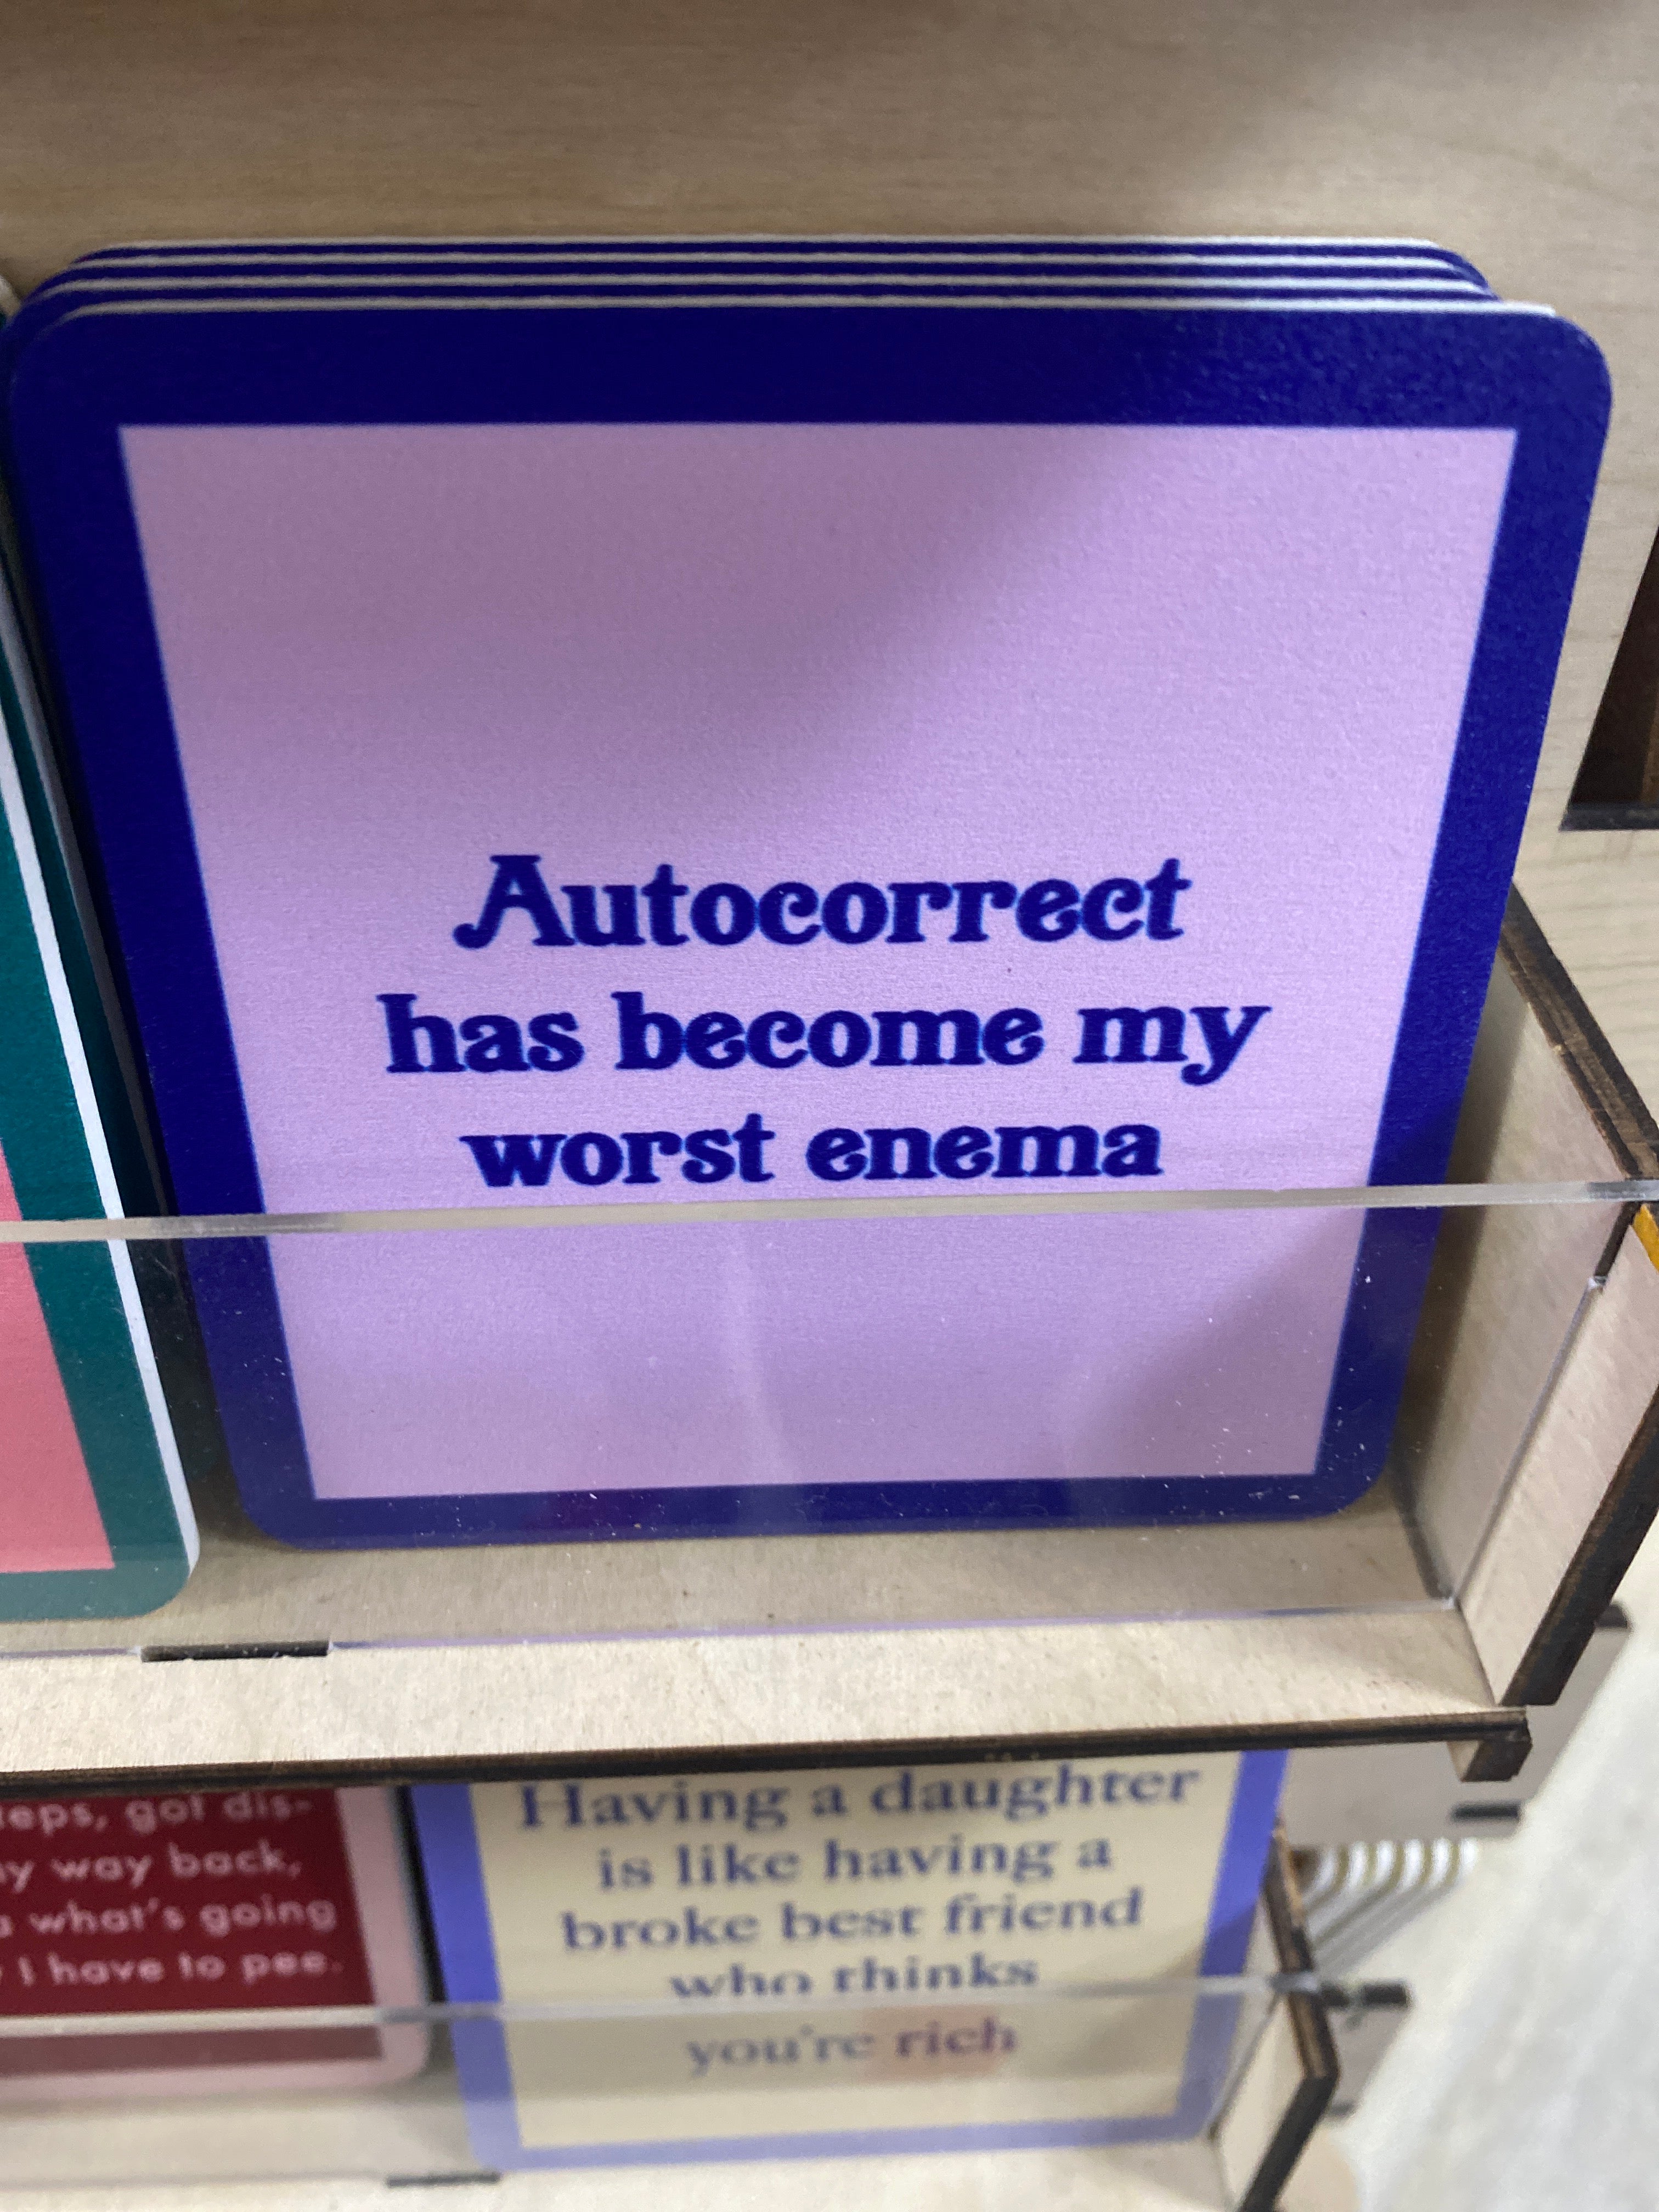 Autocorrect
has become my
worst enema
got dis-
way back,
what's going
I have to pee.
Having a daughter
is like having a
broke best friend
who thinks
you're rich